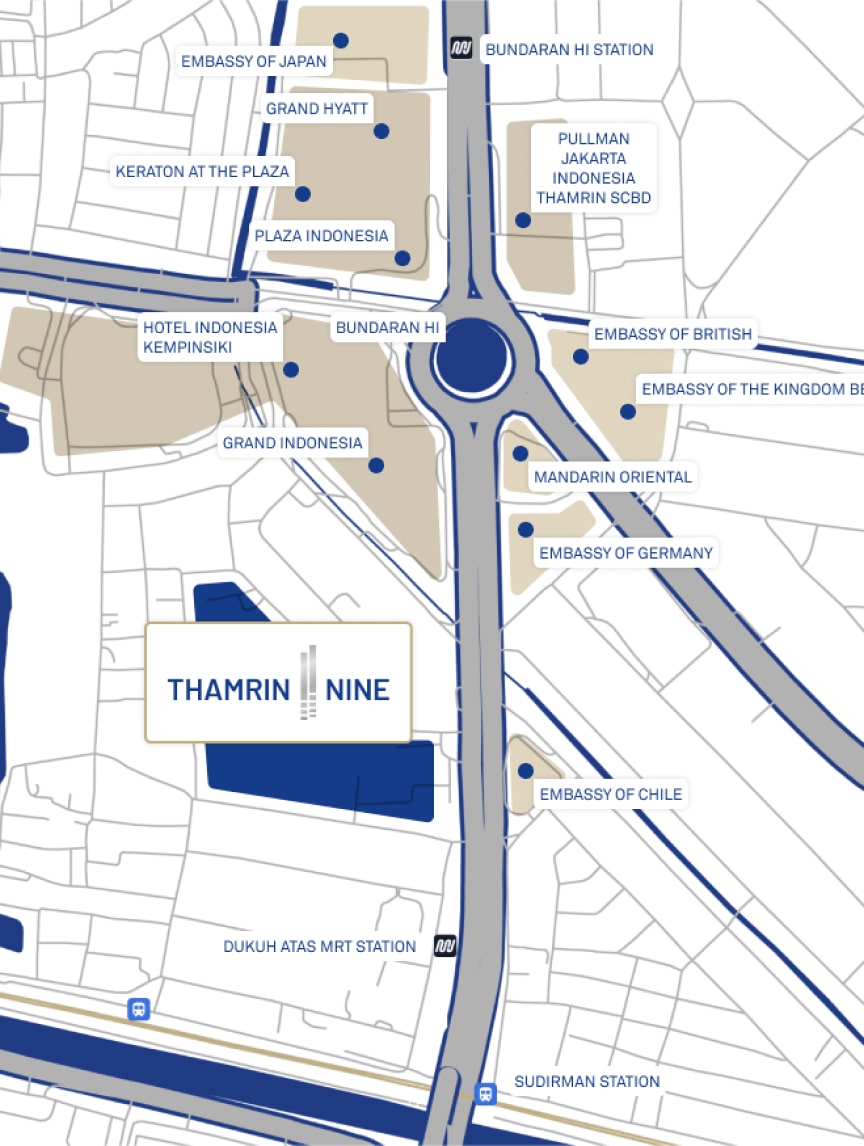 BUNDARAN HI STATION
EMBASSY OF JAPAN
GRAND HYATT
PULLMAN
JAKARTA
INDONESIA
THAMRIN SCBD
KERATON AT THE PLAZA
PLAZA INDONESIA
HOTEL INDONESIA
KEMPINSIKI
BUNDARAN HI
EMBASSY OF BRITISH
EMBASSY OF THE KINGDOM BE
GRAND INDONESIA
MANDARIN ORIENTAL
EMBASSY OF GERMANY
THAMRIN NINE
EMBASSY OF CHILE
DUKUH ATAS MRT STATION
SUDIRMAN STATION